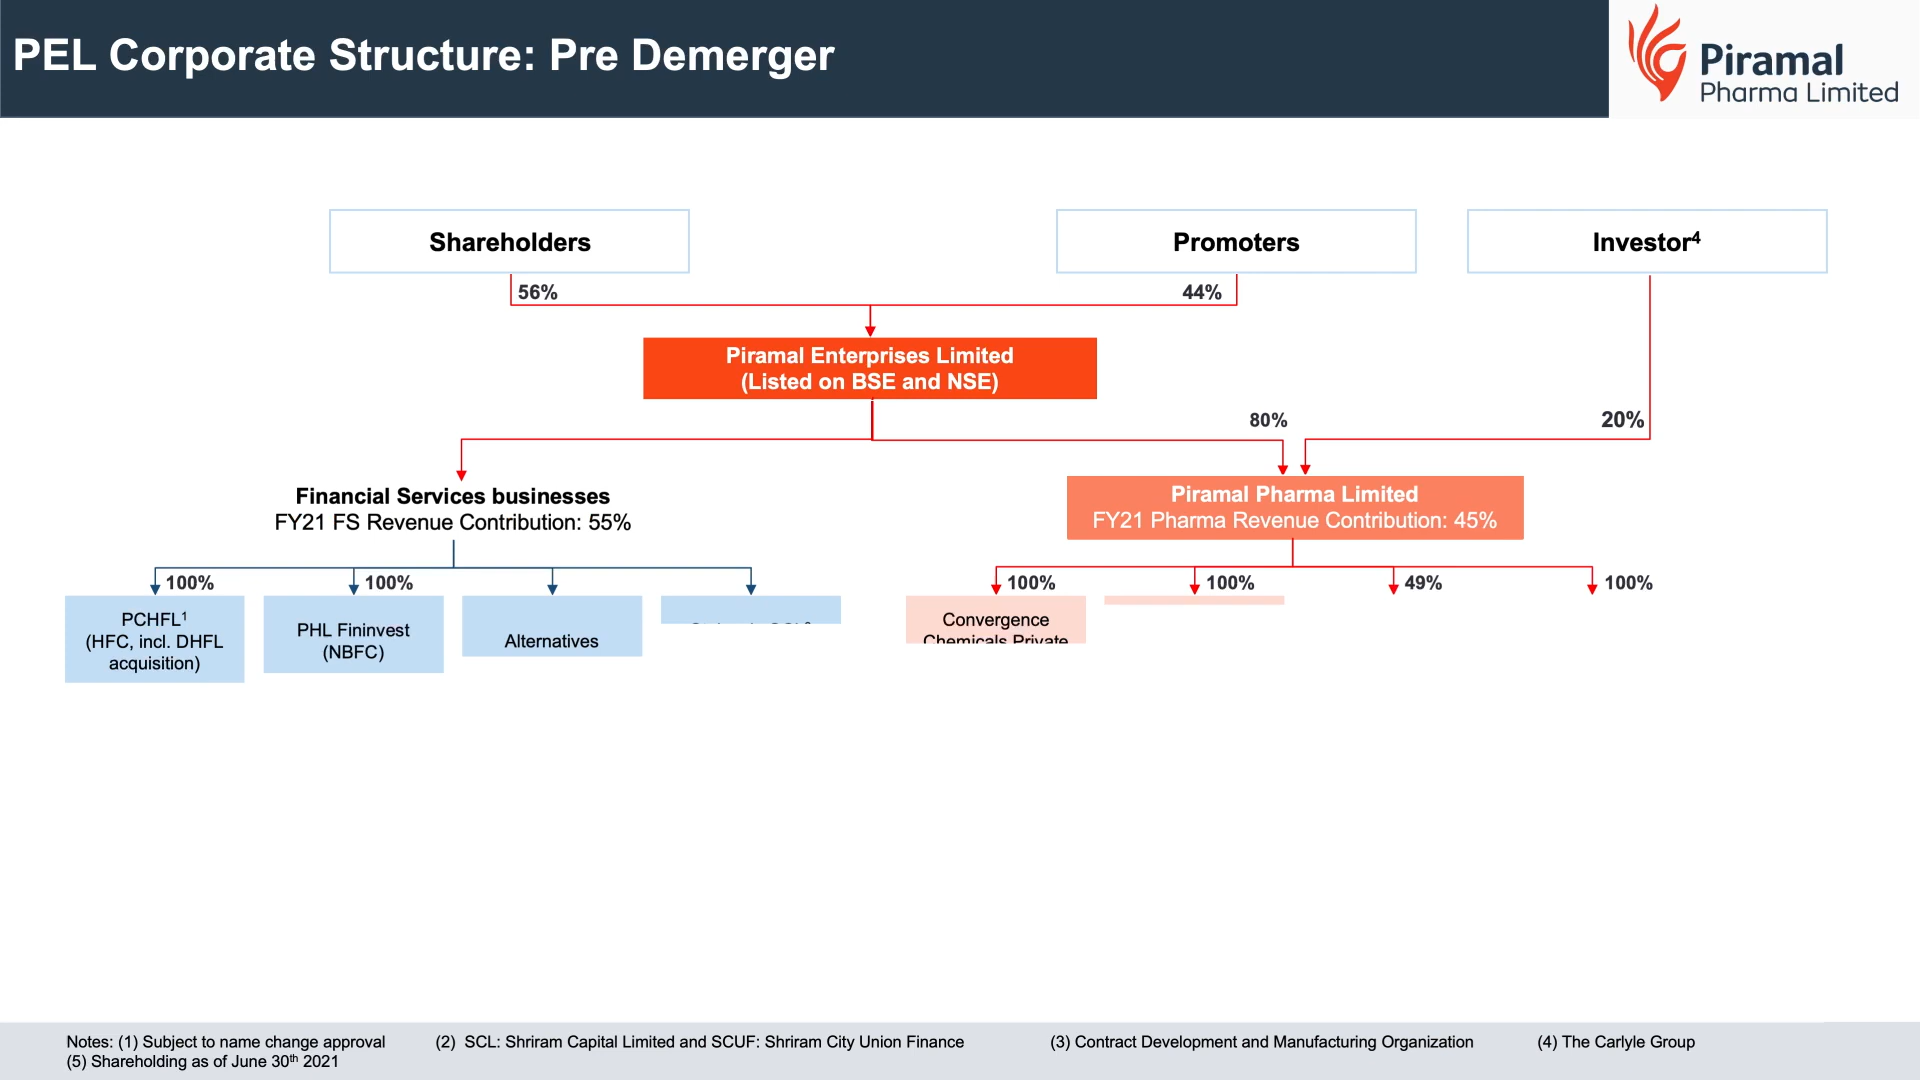 PEL Corporate Structure: Pre Demerger
Piramal
Pharma Limited
Shareholders
Promoters
Investor⁴
56%
44%
Piramal Enterprises Limited
(Listed on BSE and NSE)
80%
20%
Financial Services businesses
FY21 FS Revenue Contribution: 55%
Piramal Pharma Limited
FY21 Pharma Revenue Contribution: 45%
100%
100%
100%
100%
49%
100%
PCHFL¹
(HFC, incl. DHFL
acquisition)
PHL Fininvest
(NBFC)
Alternatives
Convergence
Chemicals Private
Notes: (1) Subject to name change approval
(2) SCL: Shriram Capital Limited and SCUF: Shriram City Union Finance
(3) Contract Development and Manufacturing Organization
(4) The Carlyle Group
(5) Shareholding as of June 30th 2021